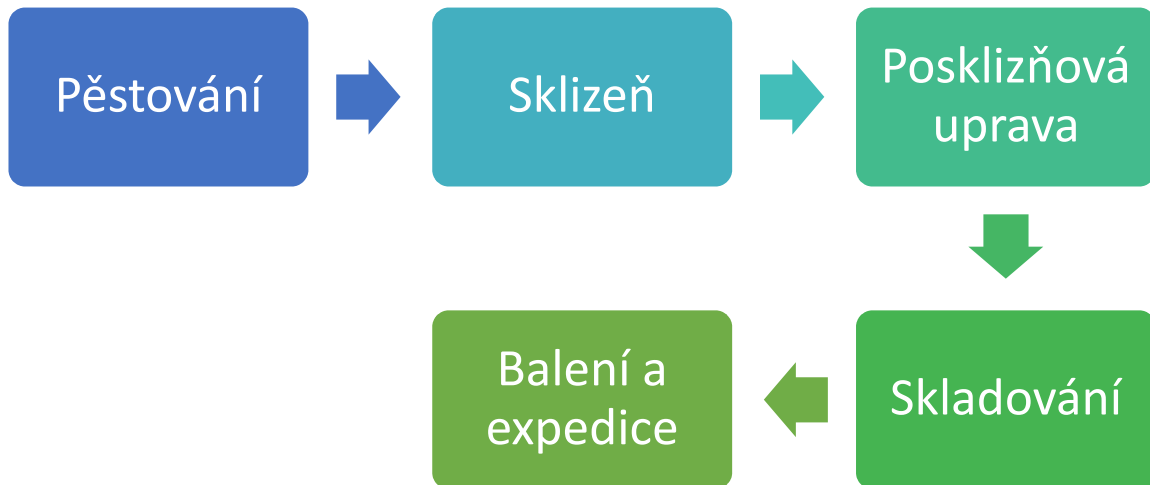 Pěstování
Sklizeň
Posklizňová
uprava
Skladování
Balení a
expedice